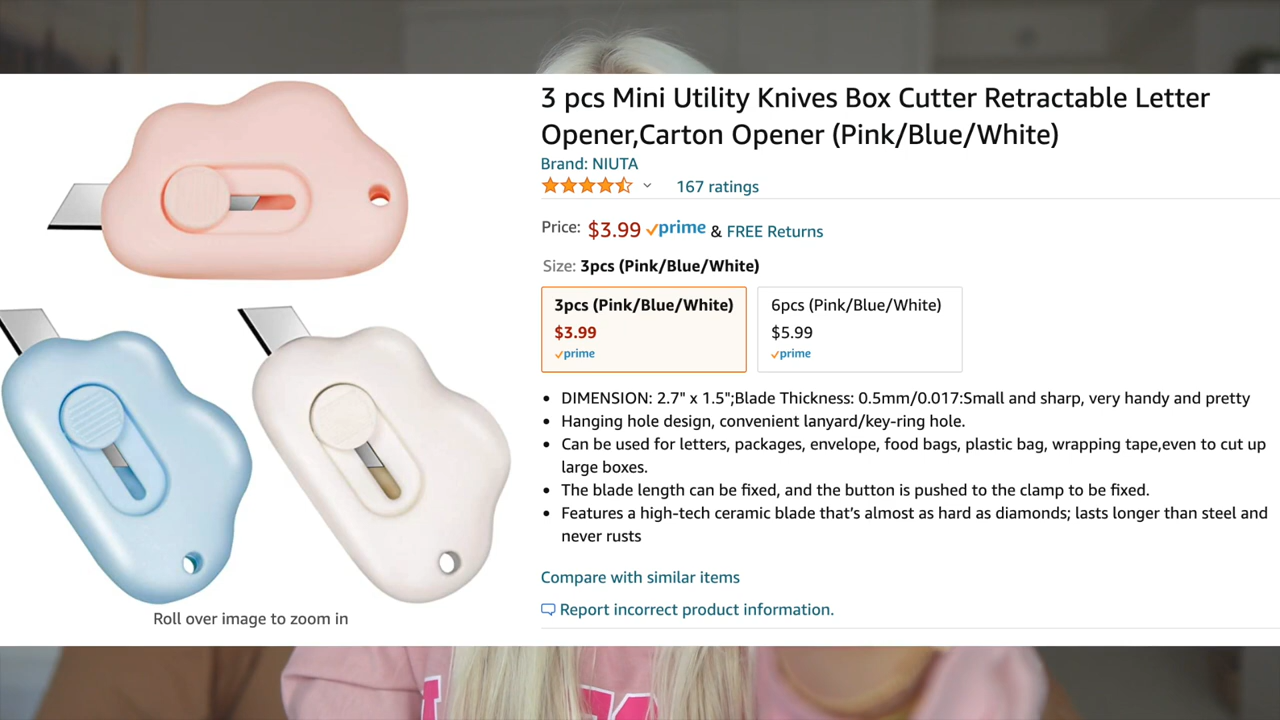 3 pcs Mini Utility Knives Box Cutter Retractable Letter
Opener,Carton Opener (Pink/Blue/White)
Brand: NIUTA
167 ratings
Price: $3.99 prime & FREE Returns
Size: 3pcs (Pink/Blue/White)
3pcs (Pink/Blue/White) 6pcs (Pink/Blue/White)
$3.99 $5.99
prime prime
• DIMENSION: 2.7" x 1.5";Blade Thickness: 0.5mm/0.017:Small and sharp, very handy and pretty
• Hanging hole design, convenient lanyard/key-ring hole.
• Can be used for letters, packages, envelope, food bags, plastic bag, wrapping tape,even to cut up
large boxes.
• The blade length can be fixed, and the button is pushed to the clamp to be fixed.
• Features a high-tech ceramic blade that's almost as hard as diamonds; lasts longer than steel and
never rusts
Compare with similar items
Report incorrect product information.
Roll over image to zoom in